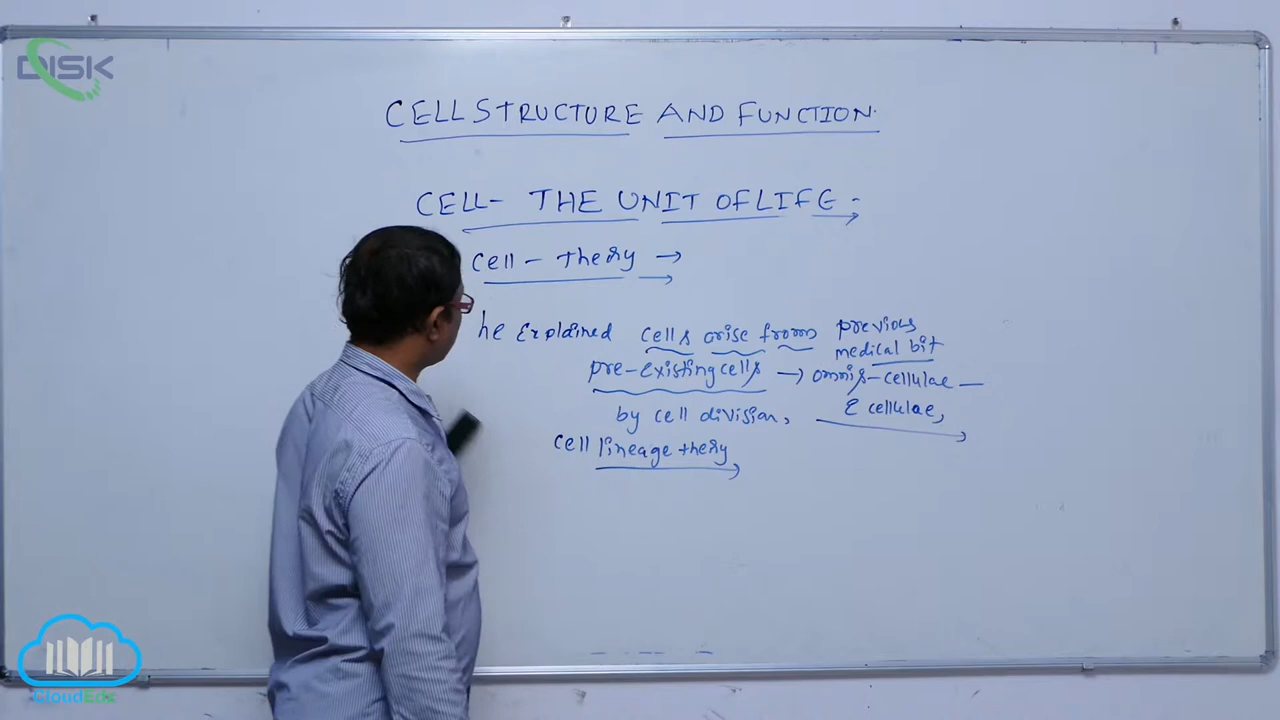 DISK
CELL STRUCTURE AND FUNCTION.
CELL- THE UNIT OF LIFE -
cell - theory →
he explained cells arise from previous
medical bit
pre-existing cells → omnis-cellulae —
by cell division, E cellulae,
cell lineage theory
CloudEdz